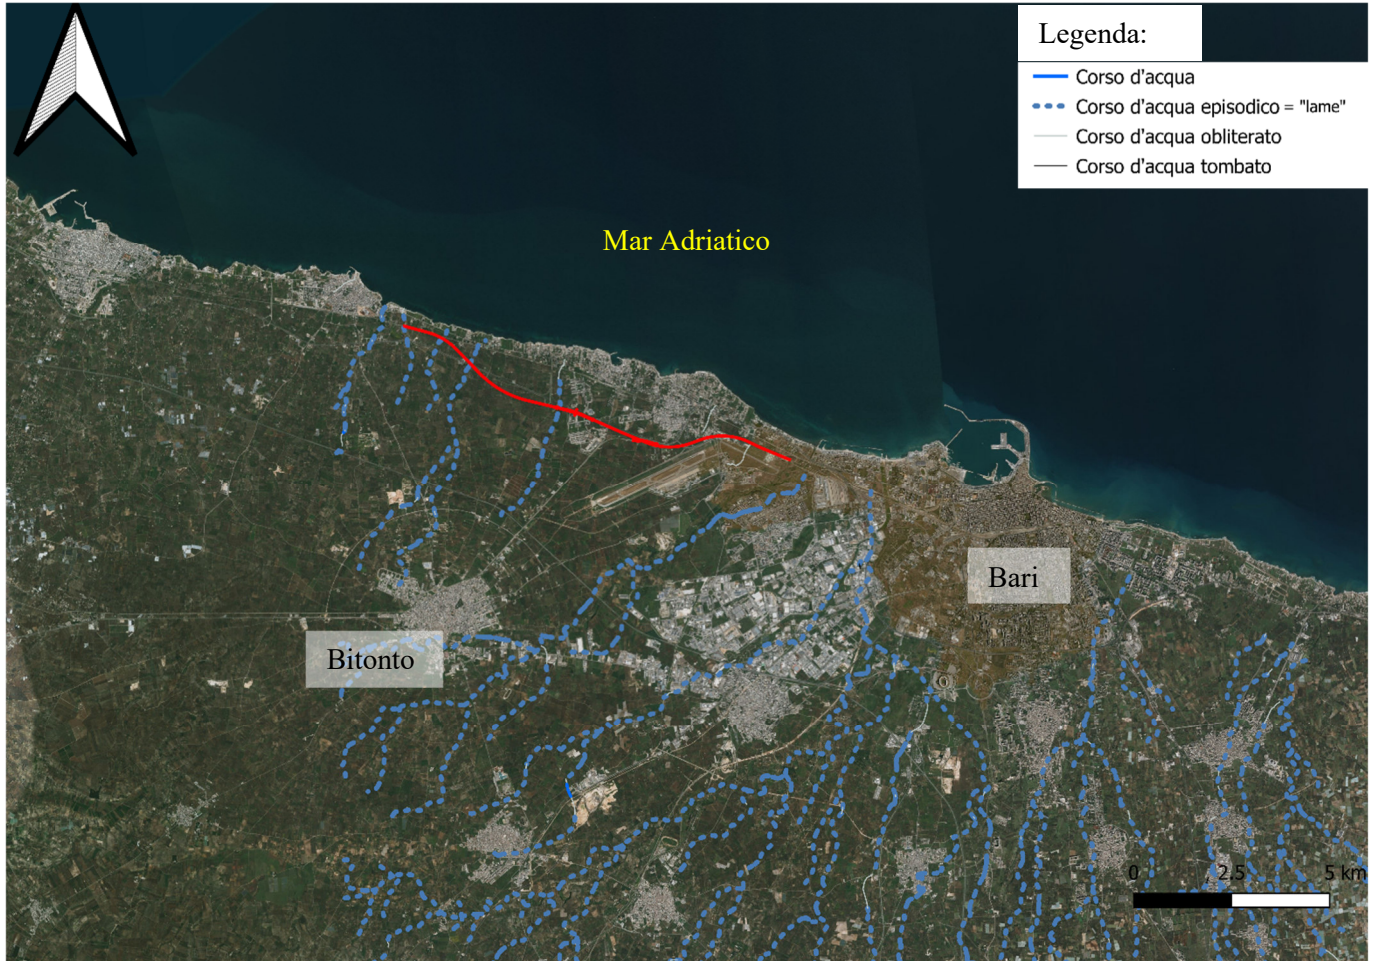 Legenda:
Corso d'acqua
Corso d'acqua episodico = "lame"
Corso d'acqua obliterato
Corso d'acqua tombato
Mar Adriatico
Bari
Bitonto
0 2.5 5 km